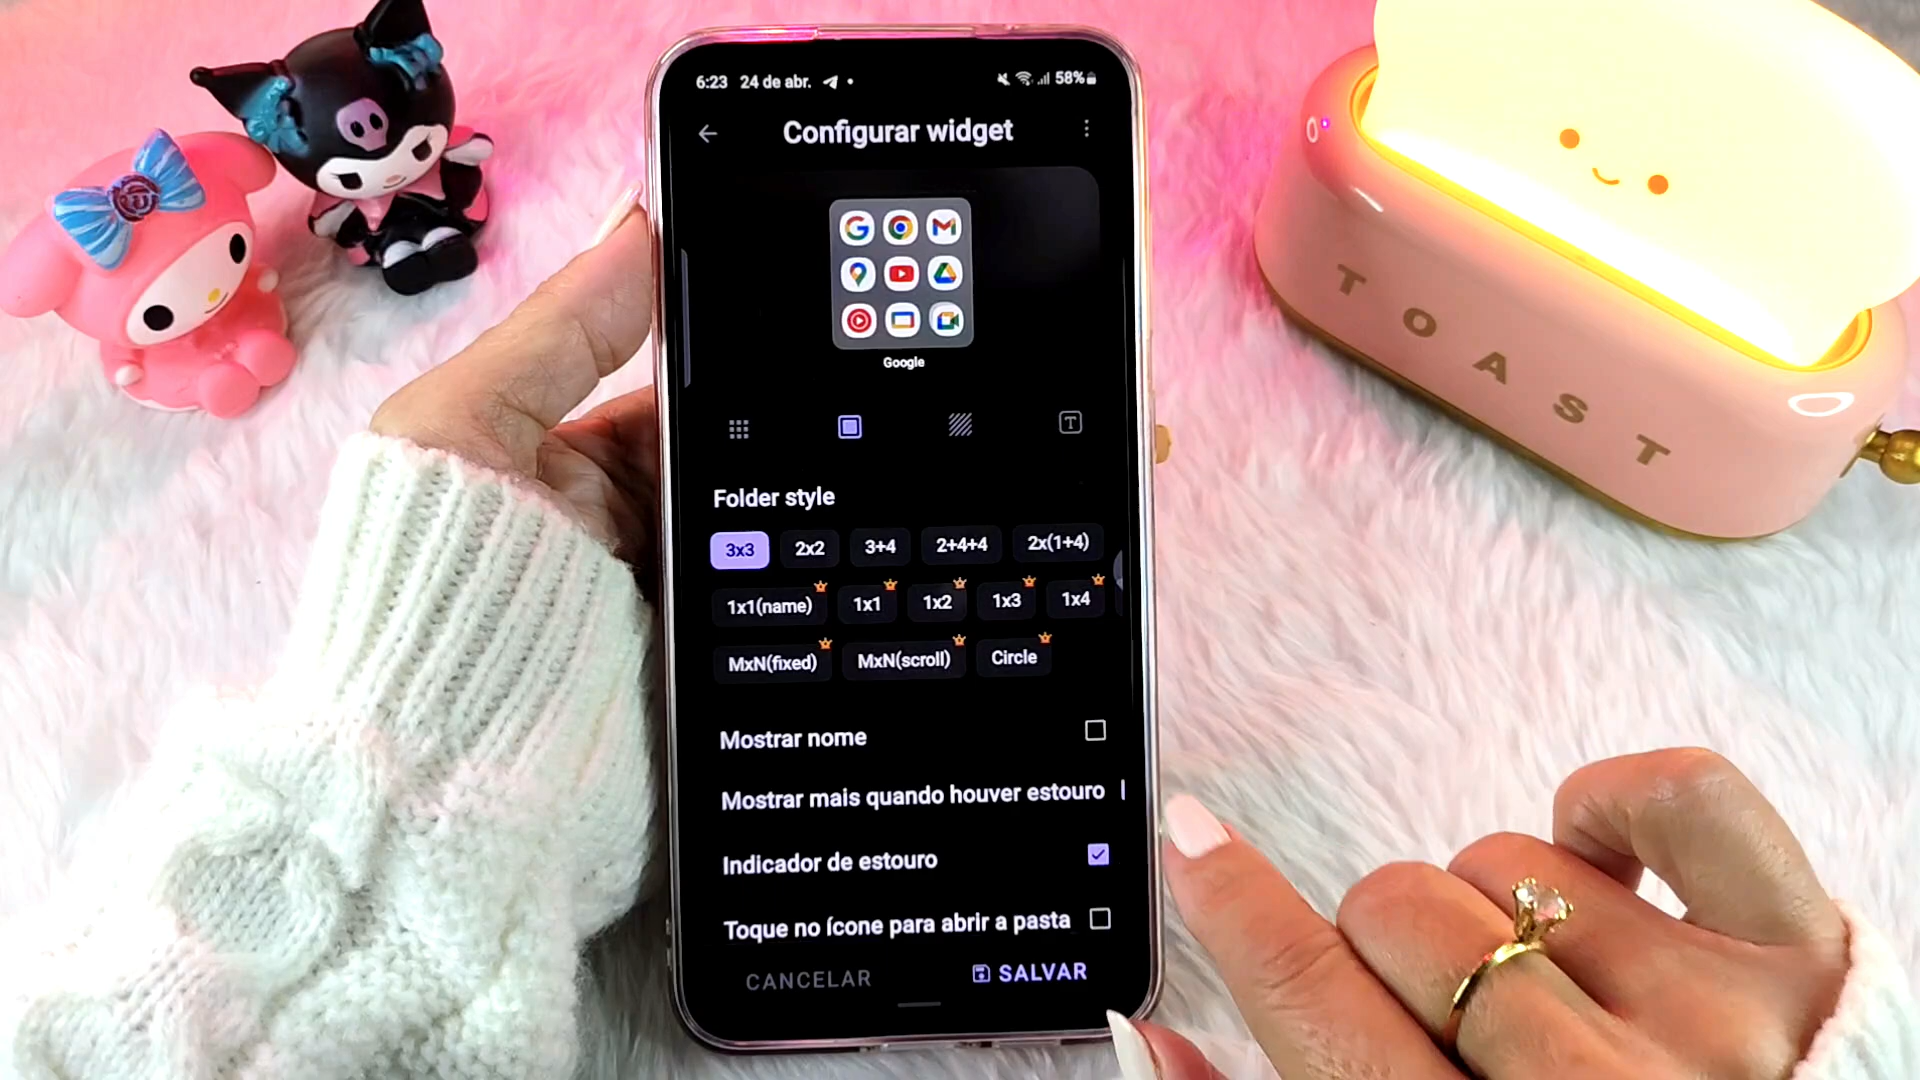 6:23 24 de abr. 58%
Configurar widget
Google
Folder style
3x3 2x2 3+4 2+4+4 2x(1+4)
1x1(name) 1x1 1x2 1x3 1x4
MxN(fixed) MxN(scroll) Circle
Mostrar nome
Mostrar mais quando houver estouro
Indicador de estouro
Toque no ícone para abrir a pasta
CANCELAR SALVAR
TOAST